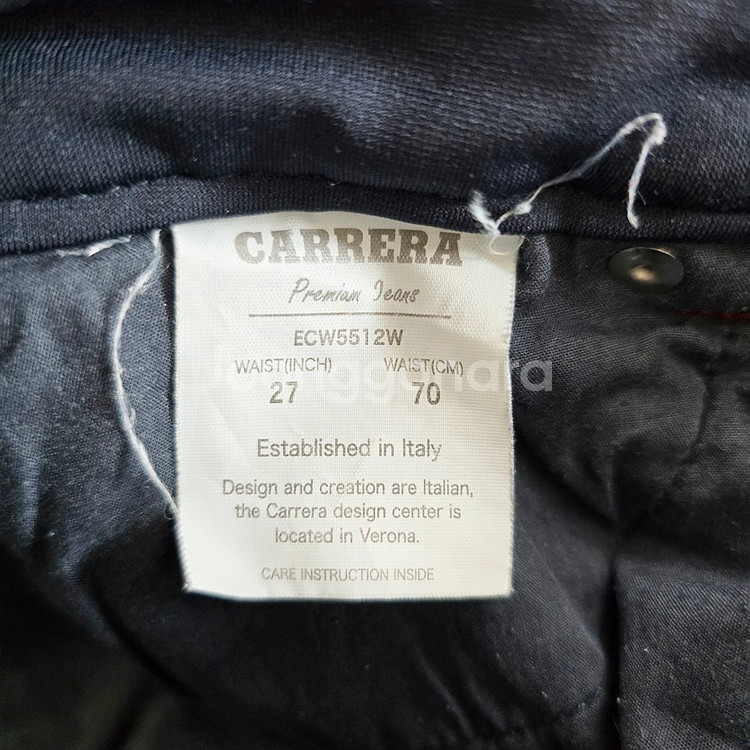 CARRERA
Premium Jeans
ECW5512W
WAIST(INCH) WAIST(CM)
27 70
Joonggonara
Established in Italy
Design and creation are Italian,
the Carrera design center is
located in Verona.
CARE INSTRUCTION INSIDE